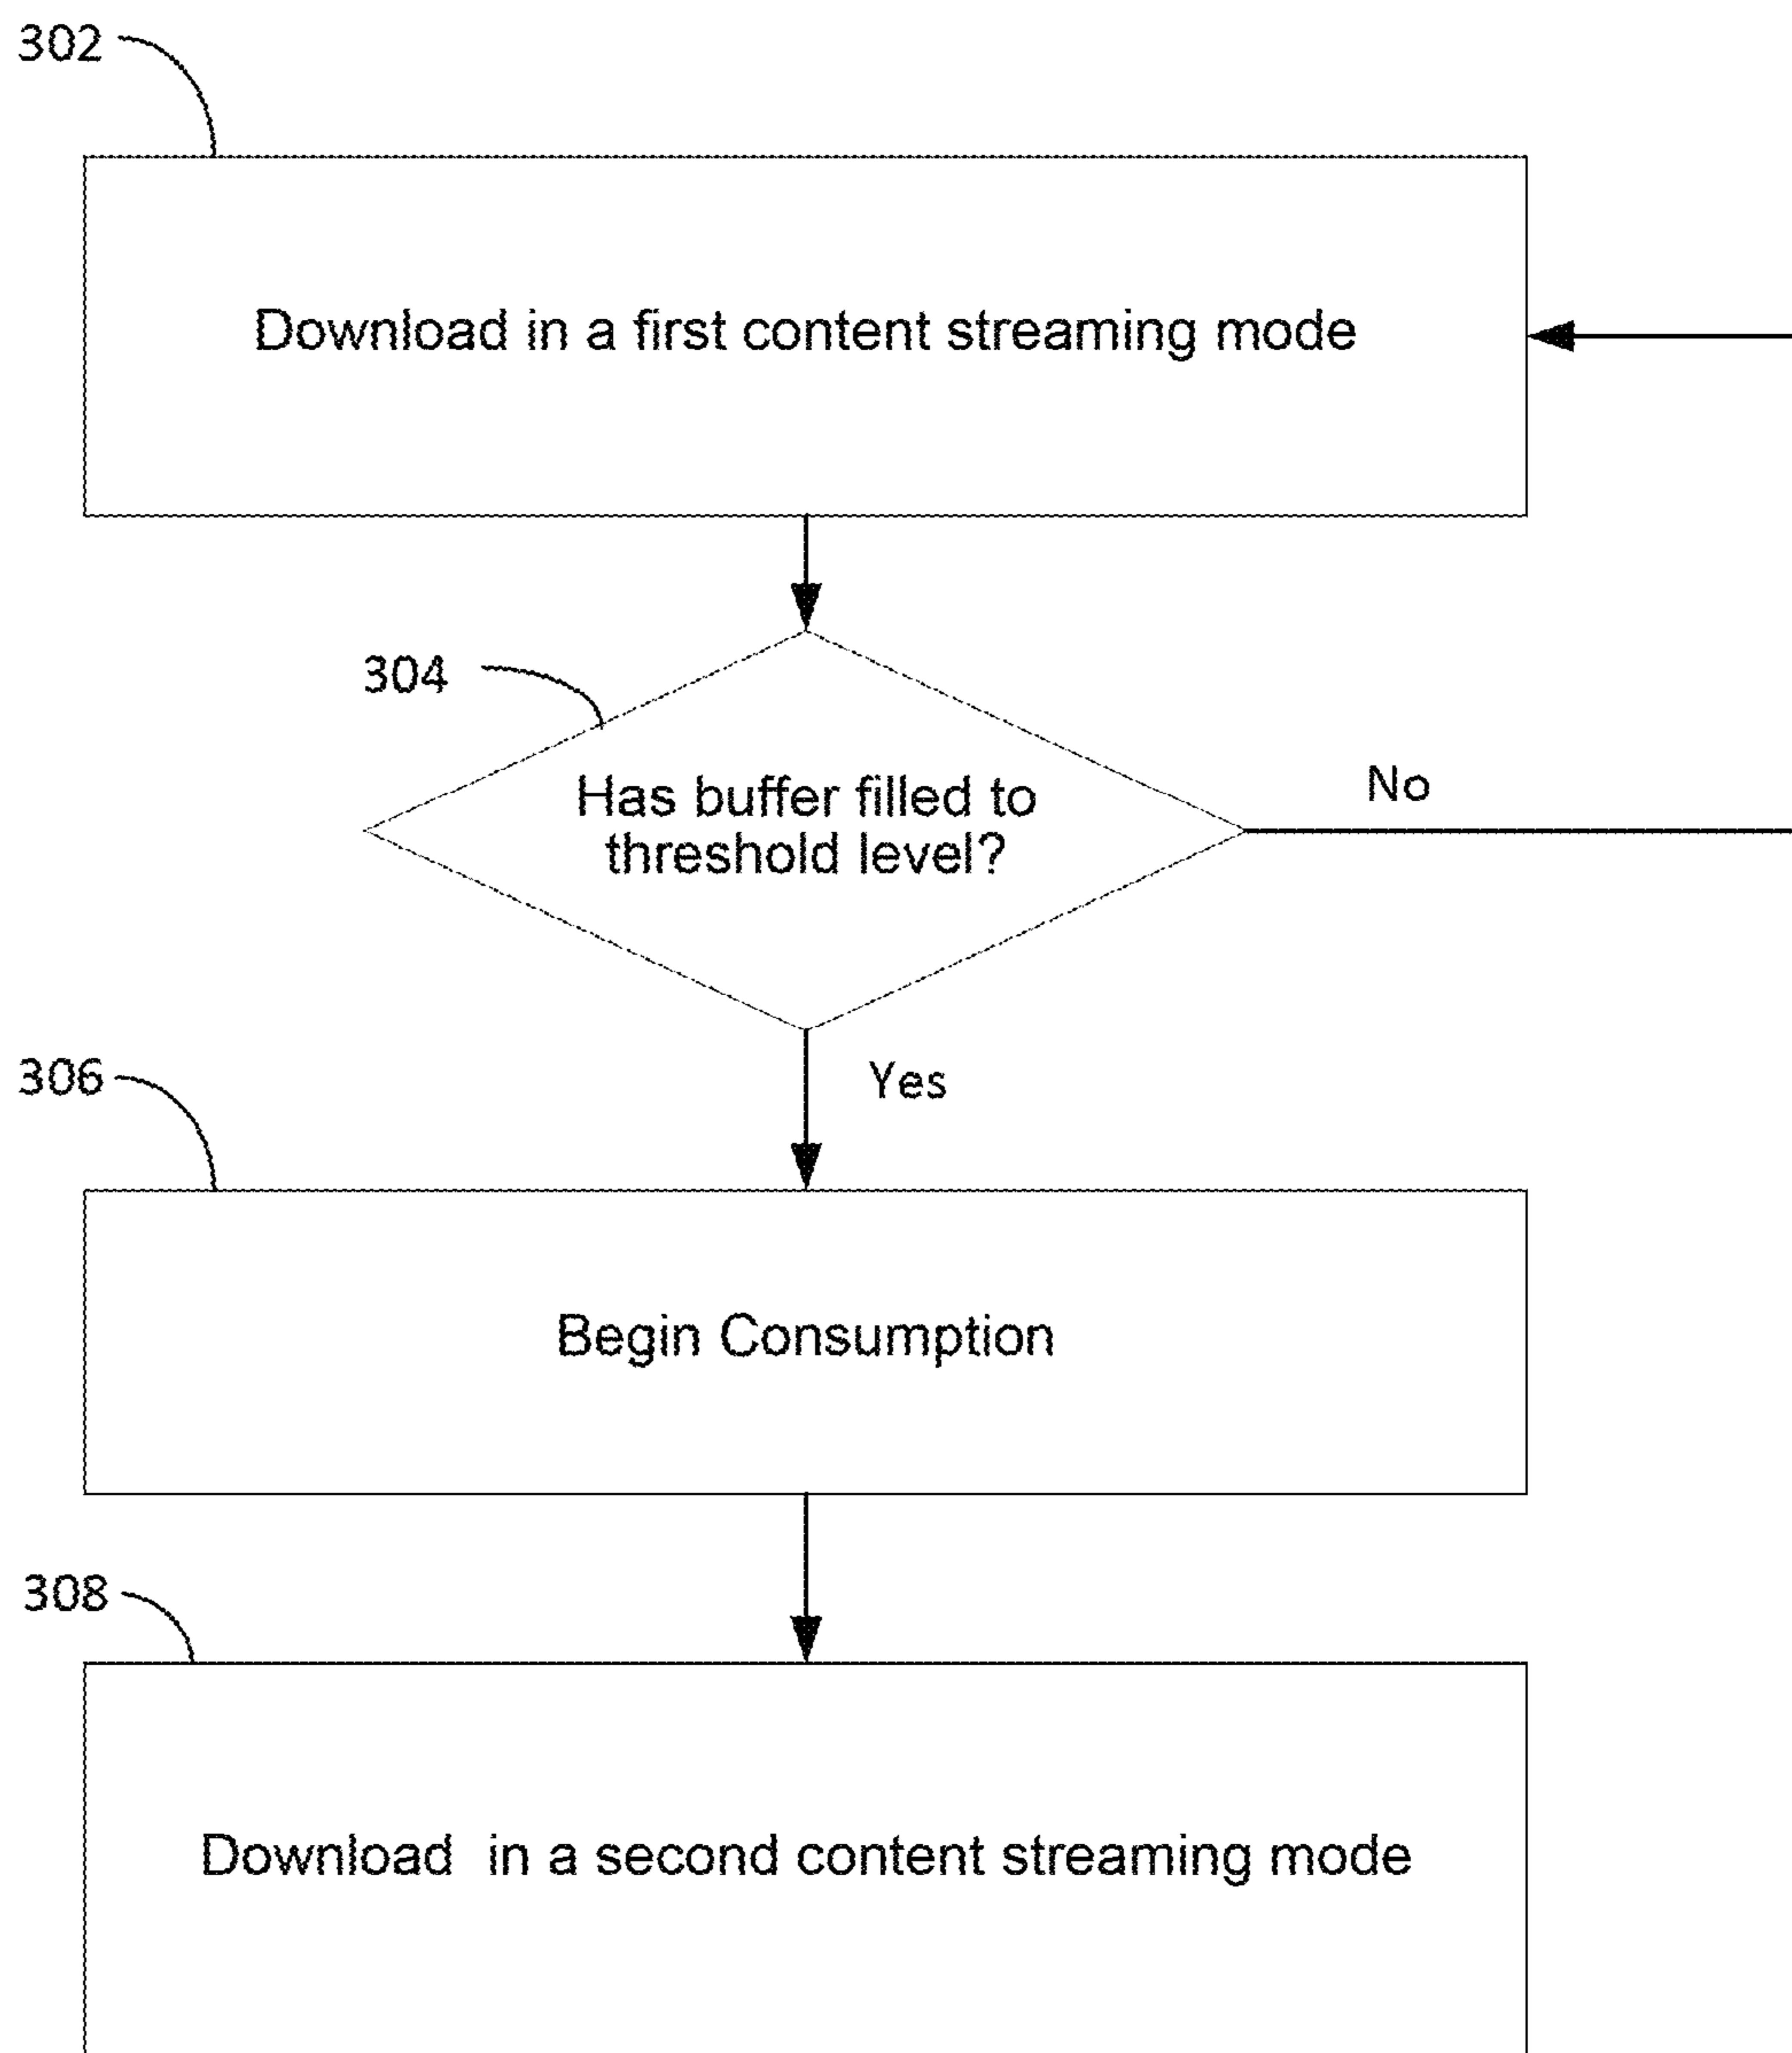 302
Download in a first content streaming mode
304
Has buffer filled to
threshold level?
No
Yes
306
Begin Consumption
308
Download  in a second content streaming mode